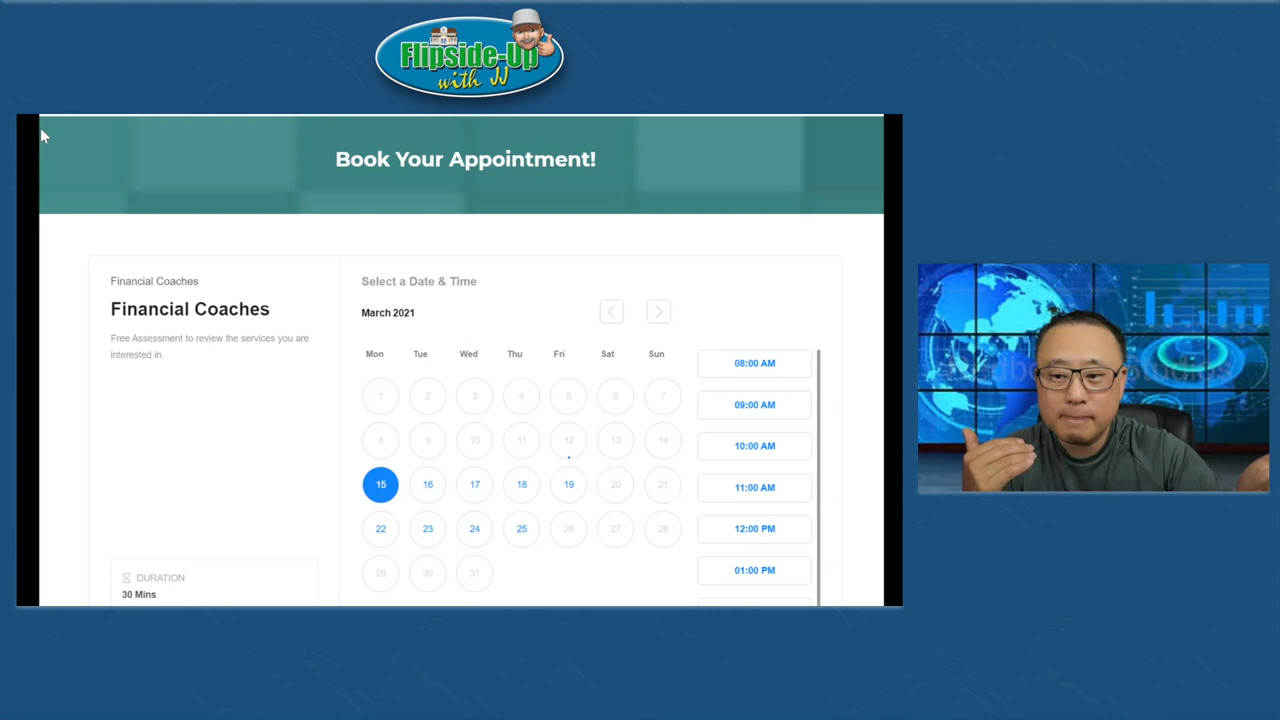 Flipside-Up
with JJ
Book Your Appointment!
Financial Coaches
Financial Coaches
Free Assessment to review the services you are
interested in.
DURATION
30 Mins
Select a Date & Time
March 2021
Mon Tue Wed Thu Fri Sat Sun
1 2 3 4 5 6 7
8 9 10 11 12 13 14
15 16 17 18 19 20 21
22 23 24 25 26 27 28
29 30 31
08:00 AM
09:00 AM
10:00 AM
11:00 AM
12:00 PM
01:00 PM